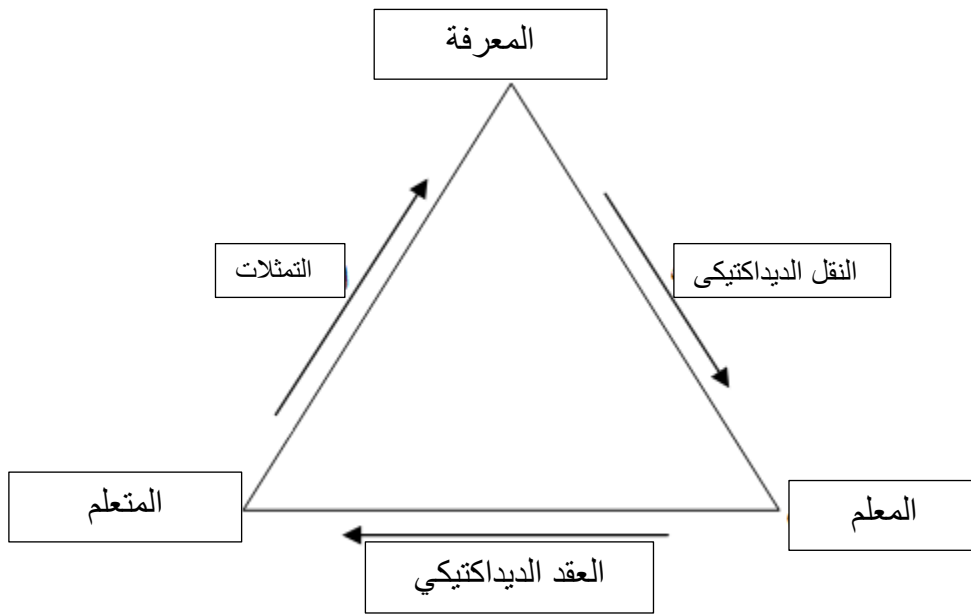 المعرفة
النقل الديداكتيكى
التمثلات
المعلم
المتعلم
العقد الديداكتيكي